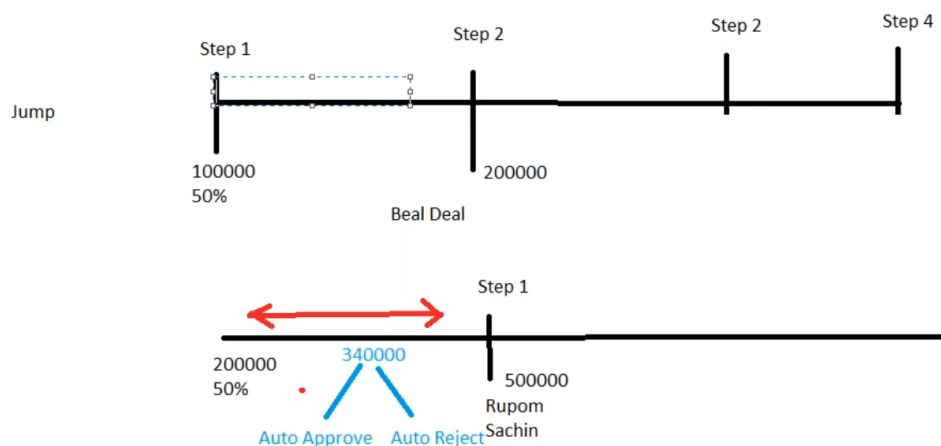 Step 1
Step 2
Step 2
Step 4
Jump
100000
50%
200000
Beal Deal
Step 1
200000
50%
340000
500000
Rupom
Sachin
Auto Approve
Auto Reject